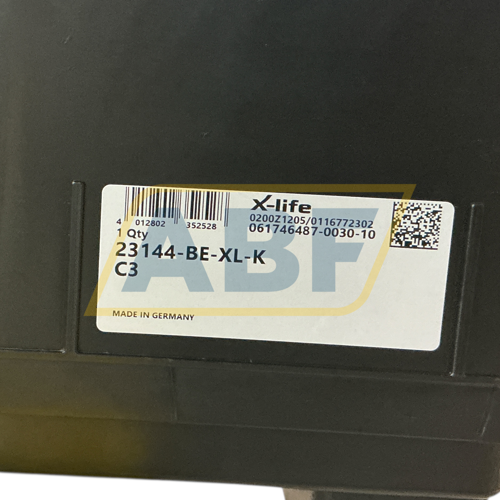 X-life
4 012802 352528
0200Z1205/0116772302
061746487-0030-10
1 Qty
23144-BE-XL-K
C3
MADE IN GERMANY
ABF